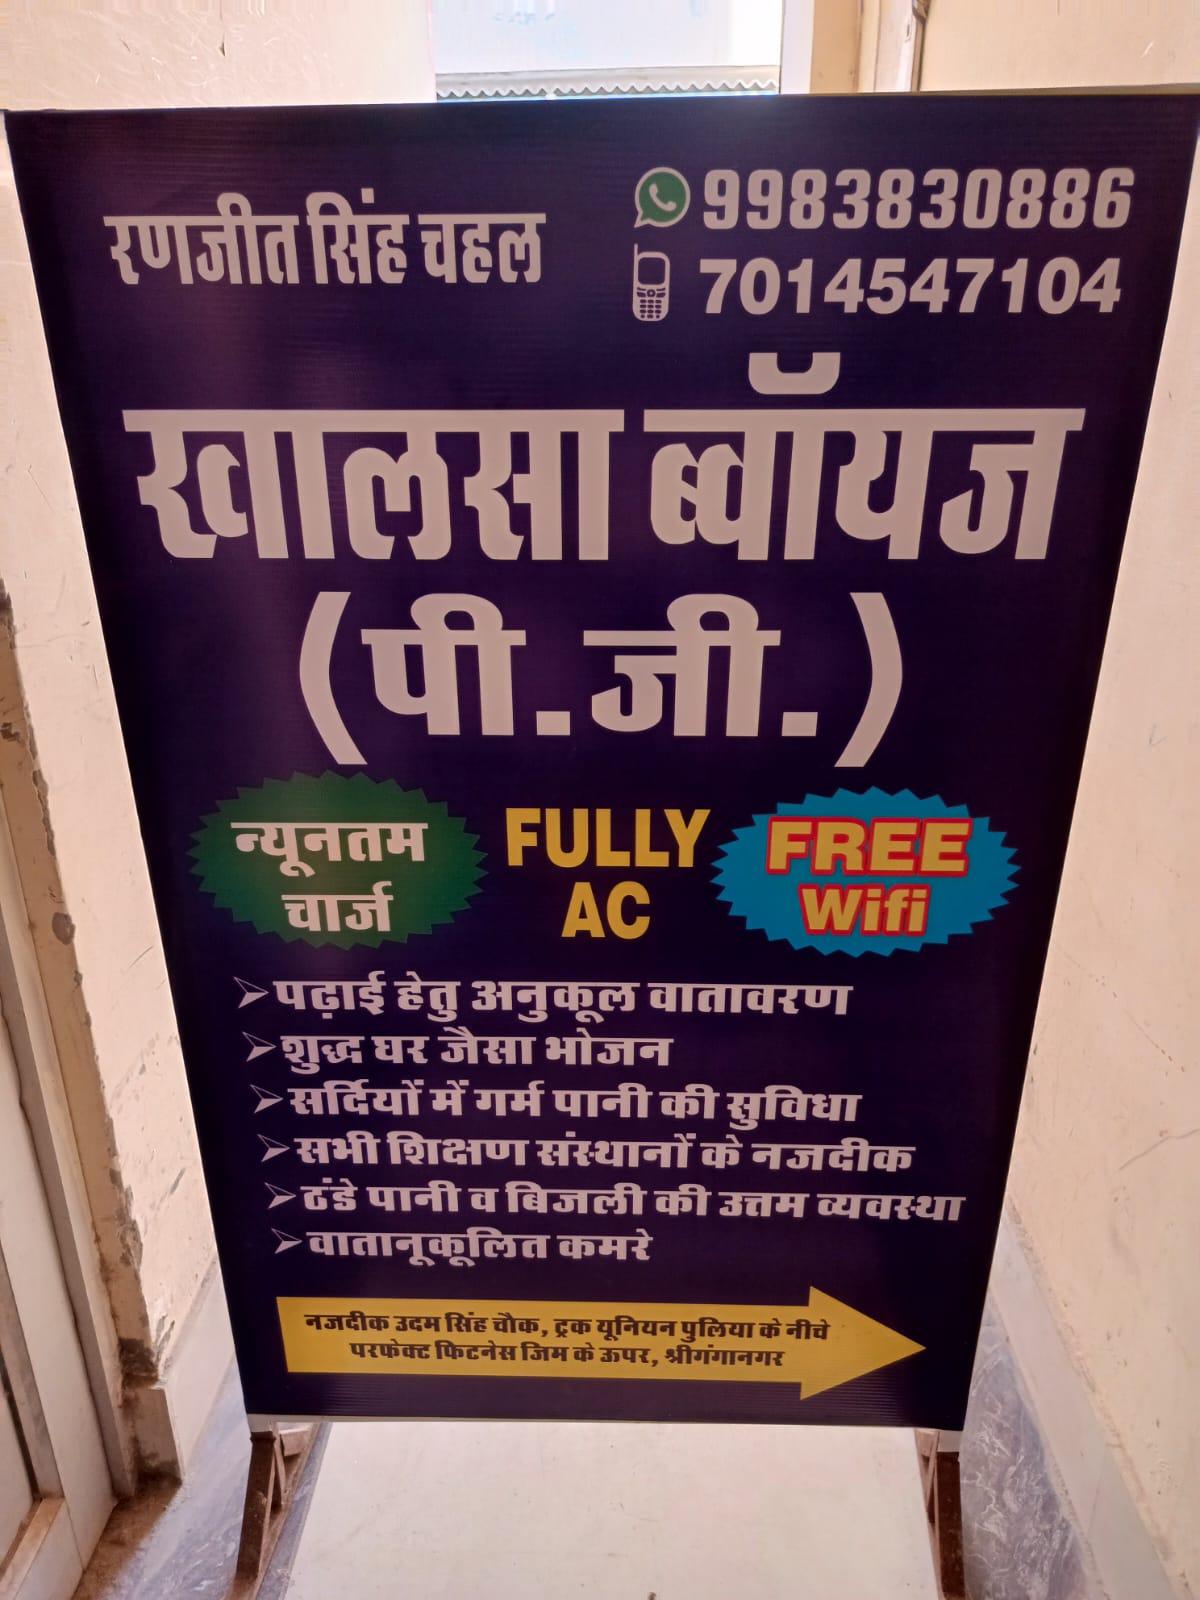 रणजीत सिंह चहल
9983830886
7014547104
खालसा ब्वॉयज
(पी.जी.)
न्यूनतम
चार्ज
FULLY
AC
FREE
Wifi
पढ़ाई हेतु अनुकूल वातावरण
शुद्ध घर जैसा भोजन
सर्दियों में गर्म पानी की सुविधा
सभी शिक्षण संस्थानों के नजदीक
ठंडे पानी व बिजली की उत्तम व्यवस्था
वातानूकूलित कमरे
नजदीक उदम सिंह चौक, ट्रक यूनियन पुलिया के नीचे
परफेक्ट फिटनेस जिम के ऊपर, श्रीगंगानगर